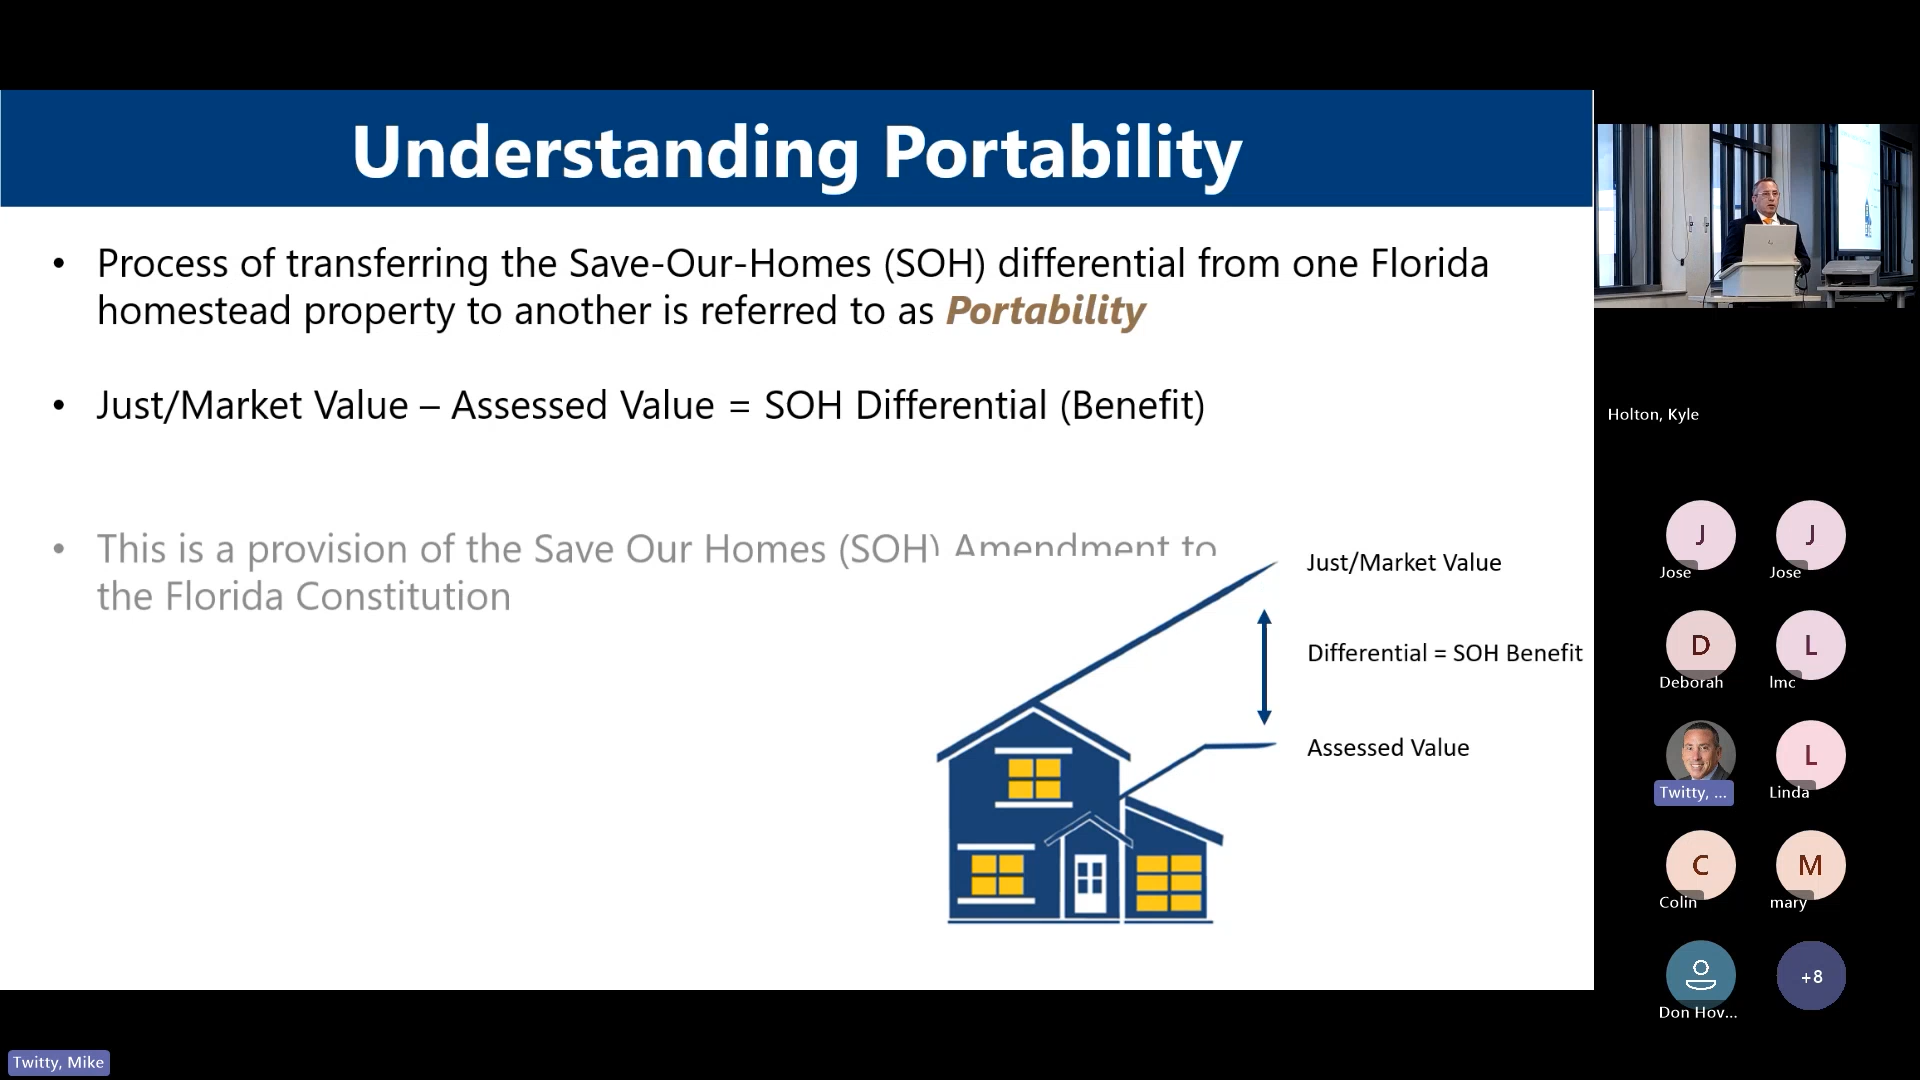 Understanding Portability
• Process of transferring the Save-Our-Homes (SOH) differential from one Florida
homestead property to another is referred to as Portability
• Just/Market Value – Assessed Value = SOH Differential (Benefit)
• This is a provision of the Save Our Homes (SOH) Amendment to
the Florida Constitution
Just/Market Value
Differential = SOH Benefit
Assessed Value
Holton, Kyle
J
Jose
J
Jose
D
Deborah
L
lmc
Twitty, ...
L
Linda
C
Colin
M
mary
Don Hov...
+8
Twitty, Mike